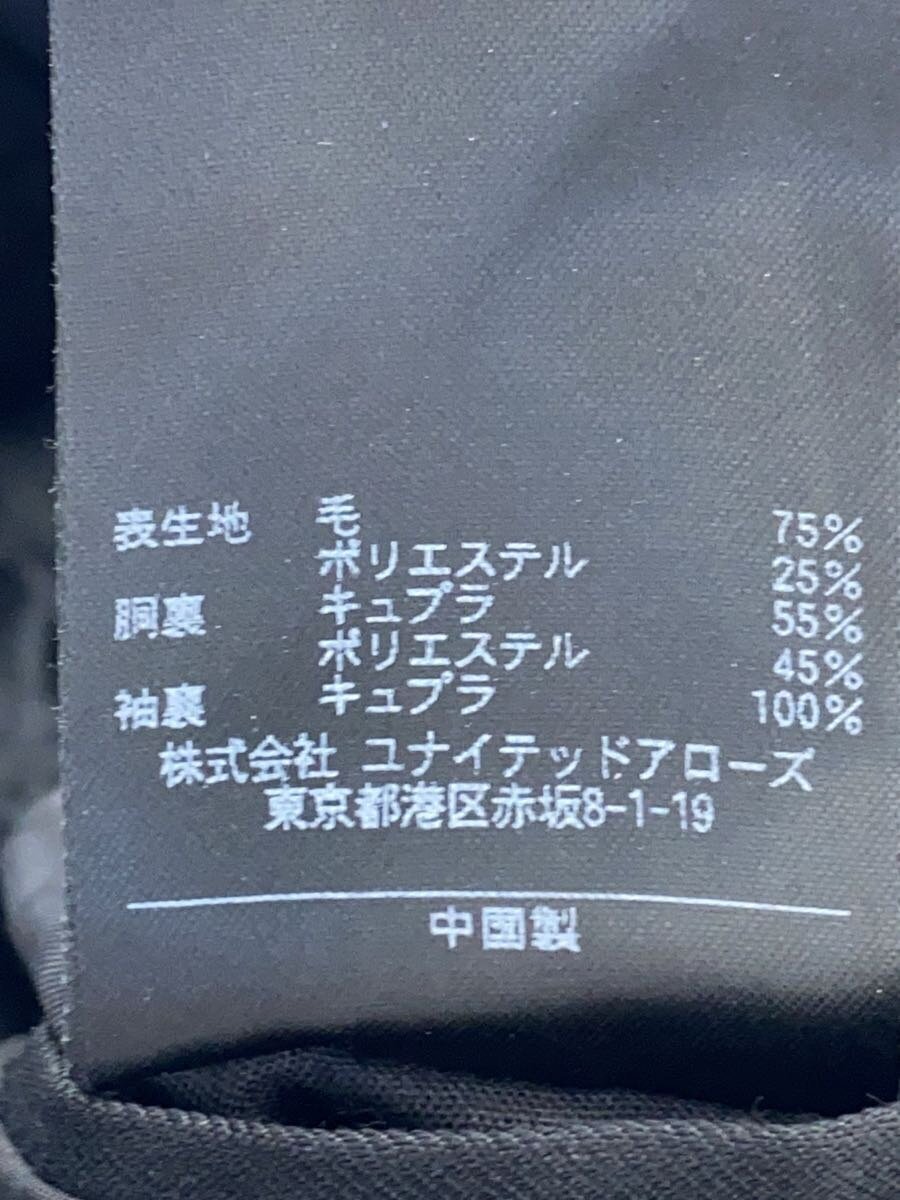 表生地 毛 75%
ポリエステル 25%
胴裏 キュプラ 55%
ポリエステル 45%
袖裏 キュプラ 100%
株式会社 ユナイテッドアローズ
東京都港区赤坂8-1-19
中国製